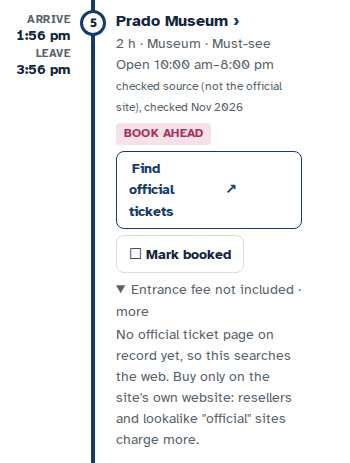 ARRIVE
1:56 pm
LEAVE
3:56 pm
5
Prado Museum ›
2 h · Museum · Must-see
Open 10:00 am–8:00 pm
checked source (not the official
site), checked Nov 2026
BOOK AHEAD
Find
official
tickets ↗
☐ Mark booked
▼ Entrance fee not included ·
more
No official ticket page on
record yet, so this searches
the web. Buy only on the
site's own website: resellers
and lookalike "official" sites
charge more.